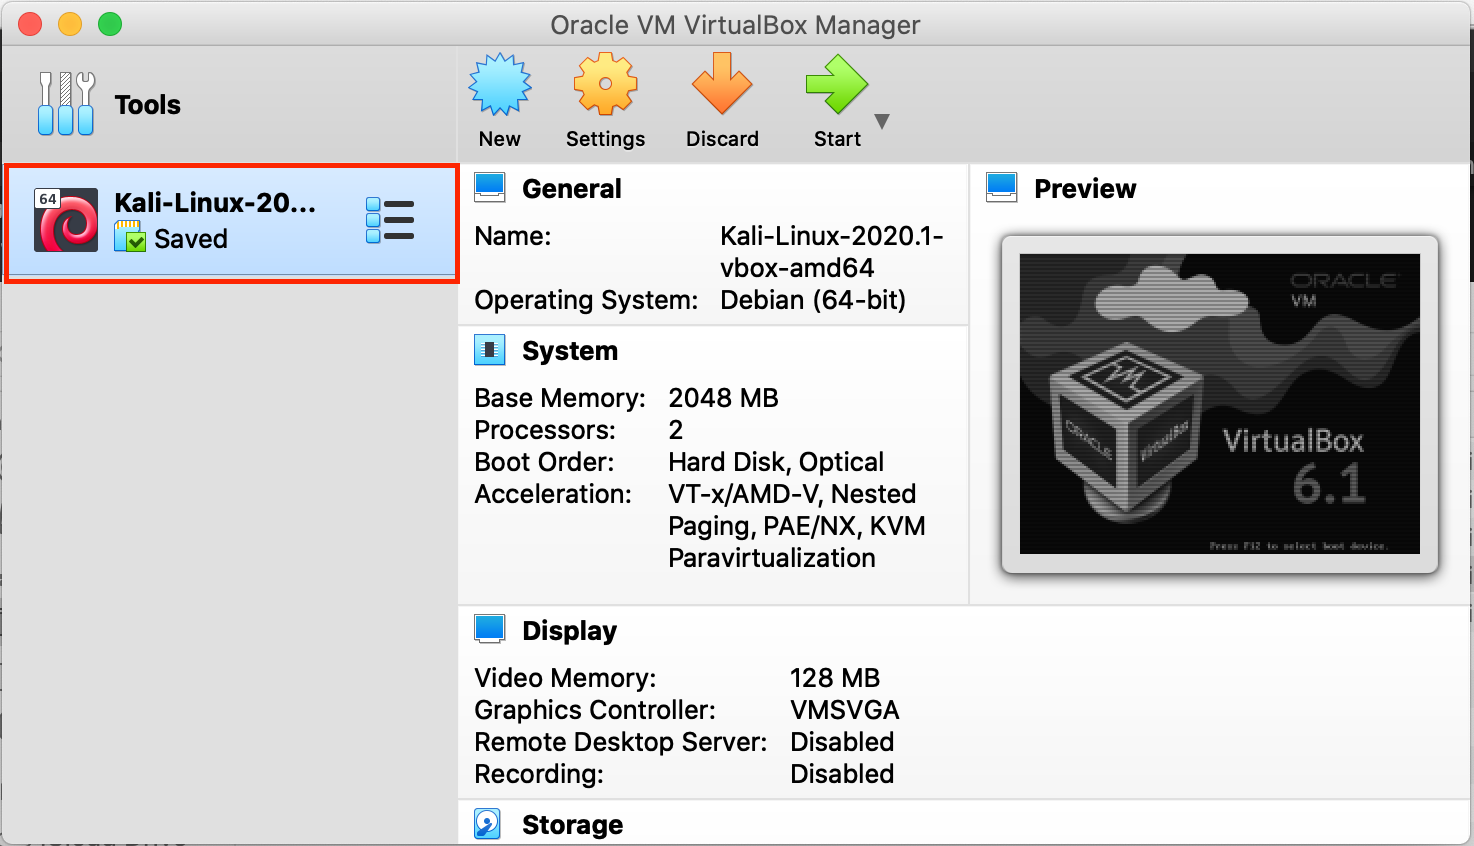 Oracle VM VirtualBox Manager
Tools
New
Settings
Discard
Start
64
Kali-Linux-20...
Saved
General
Name:
Kali-Linux-2020.1-
vbox-amd64
Operating System:
Debian (64-bit)
System
Base Memory:
2048 MB
Processors:
2
Boot Order:
Hard Disk, Optical
Acceleration:
VT-x/AMD-V, Nested
Paging, PAE/NX, KVM
Paravirtualization
Preview
ORACLE
VM
VM
ORACLE
VirtualBox
VirtualBox
6.1
Press F12 to select boot device.
Display
Video Memory:
128 MB
Graphics Controller:
VMSVGA
Remote Desktop Server:
Disabled
Recording:
Disabled
Storage